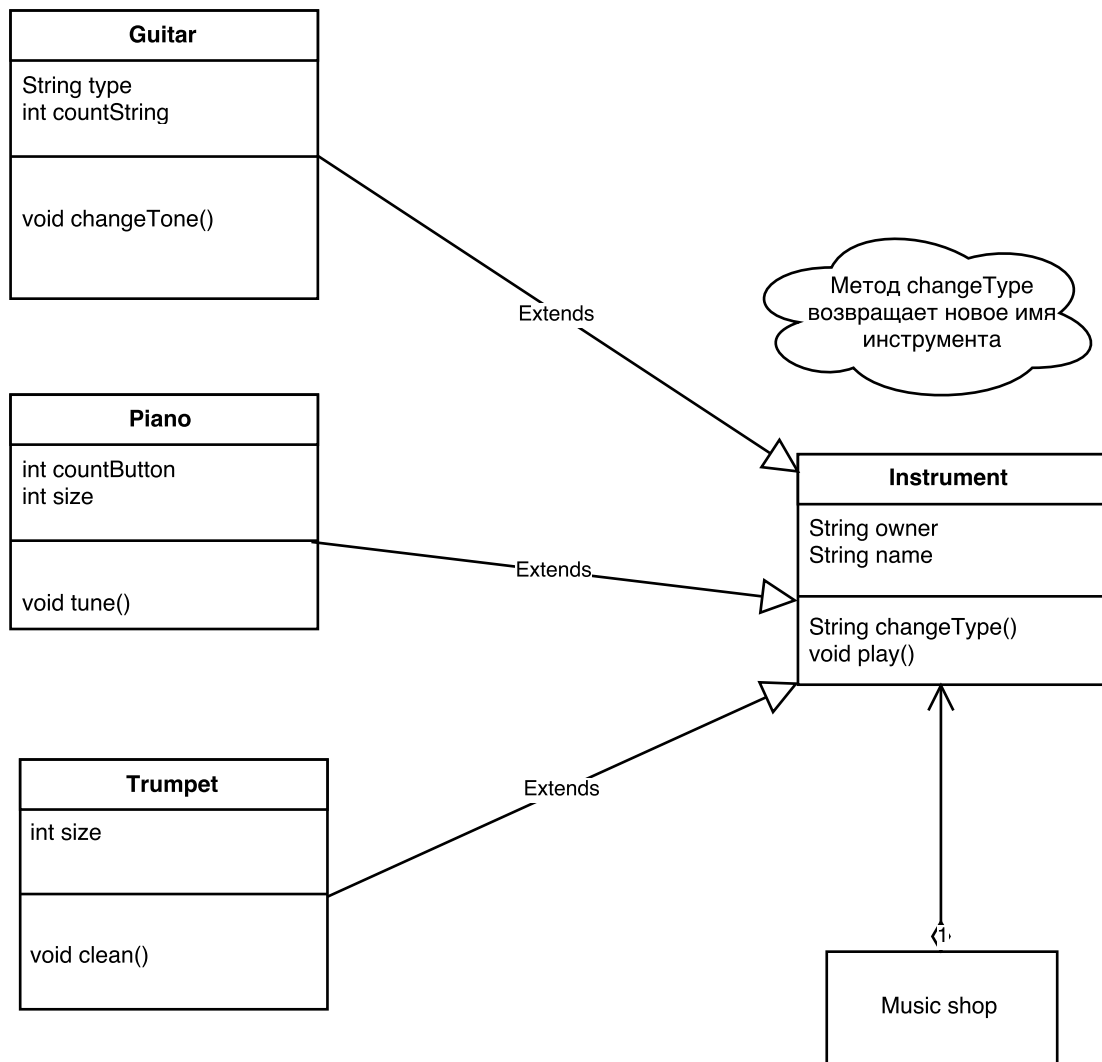 Guitar
String type
int countString
void changeTone()
Extends
Метод changeType
возвращает новое имя
инструмента
Piano
int countButton
int size
void tune()
Extends
Instrument
String owner
String name
String changeType()
void play()
Trumpet
int size
void clean()
Extends
1
Music shop